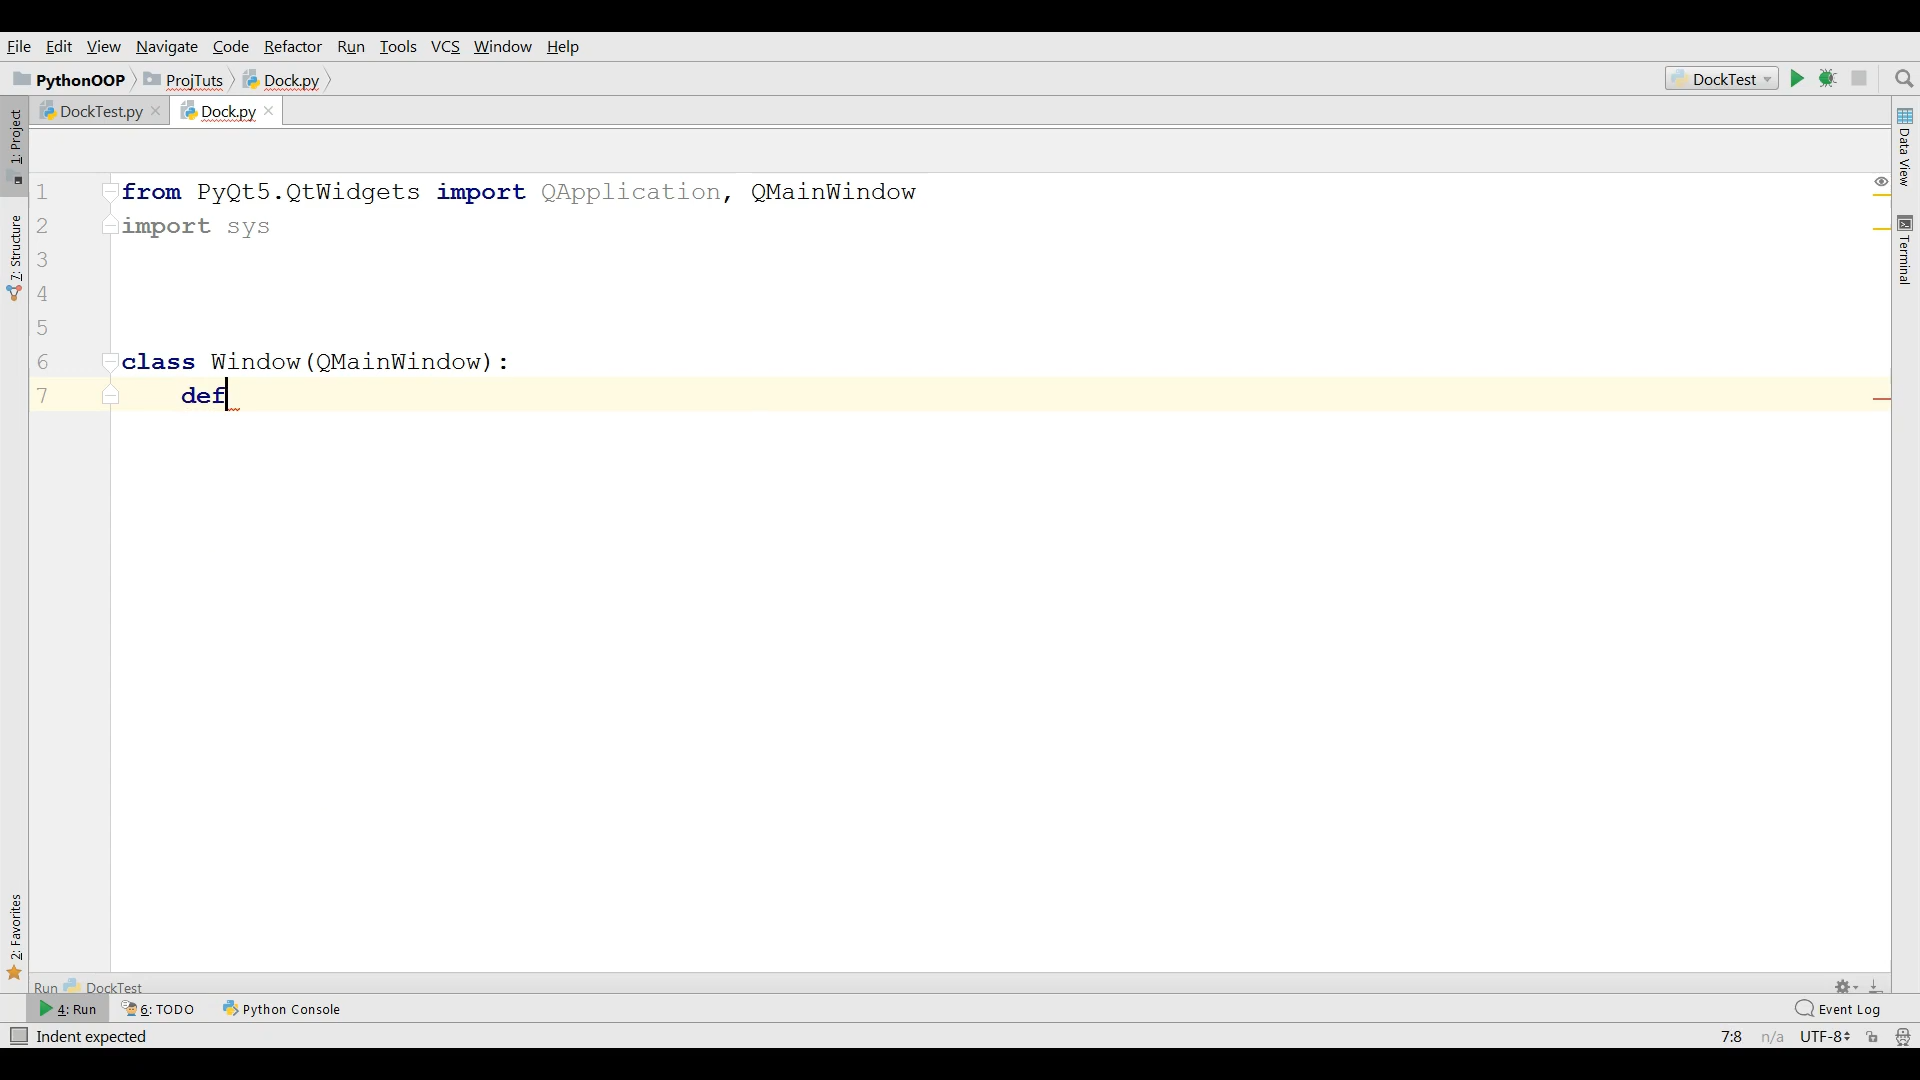 File Edit View Navigate Code Refactor Run Tools VCS Window Help
PythonOOP ProjTuts Dock.py DockTest
DockTest.py Dock.py
1: Project
7: Structure
2: Favorites
Data View
Terminal
1 from PyQt5.QtWidgets import QApplication, QMainWindow
2 import sys
3
4
5
6 class Window(QMainWindow):
7 def
Run DockTest
4: Run 6: TODO Python Console Event Log
Indent expected 7:8 n/a UTF-8